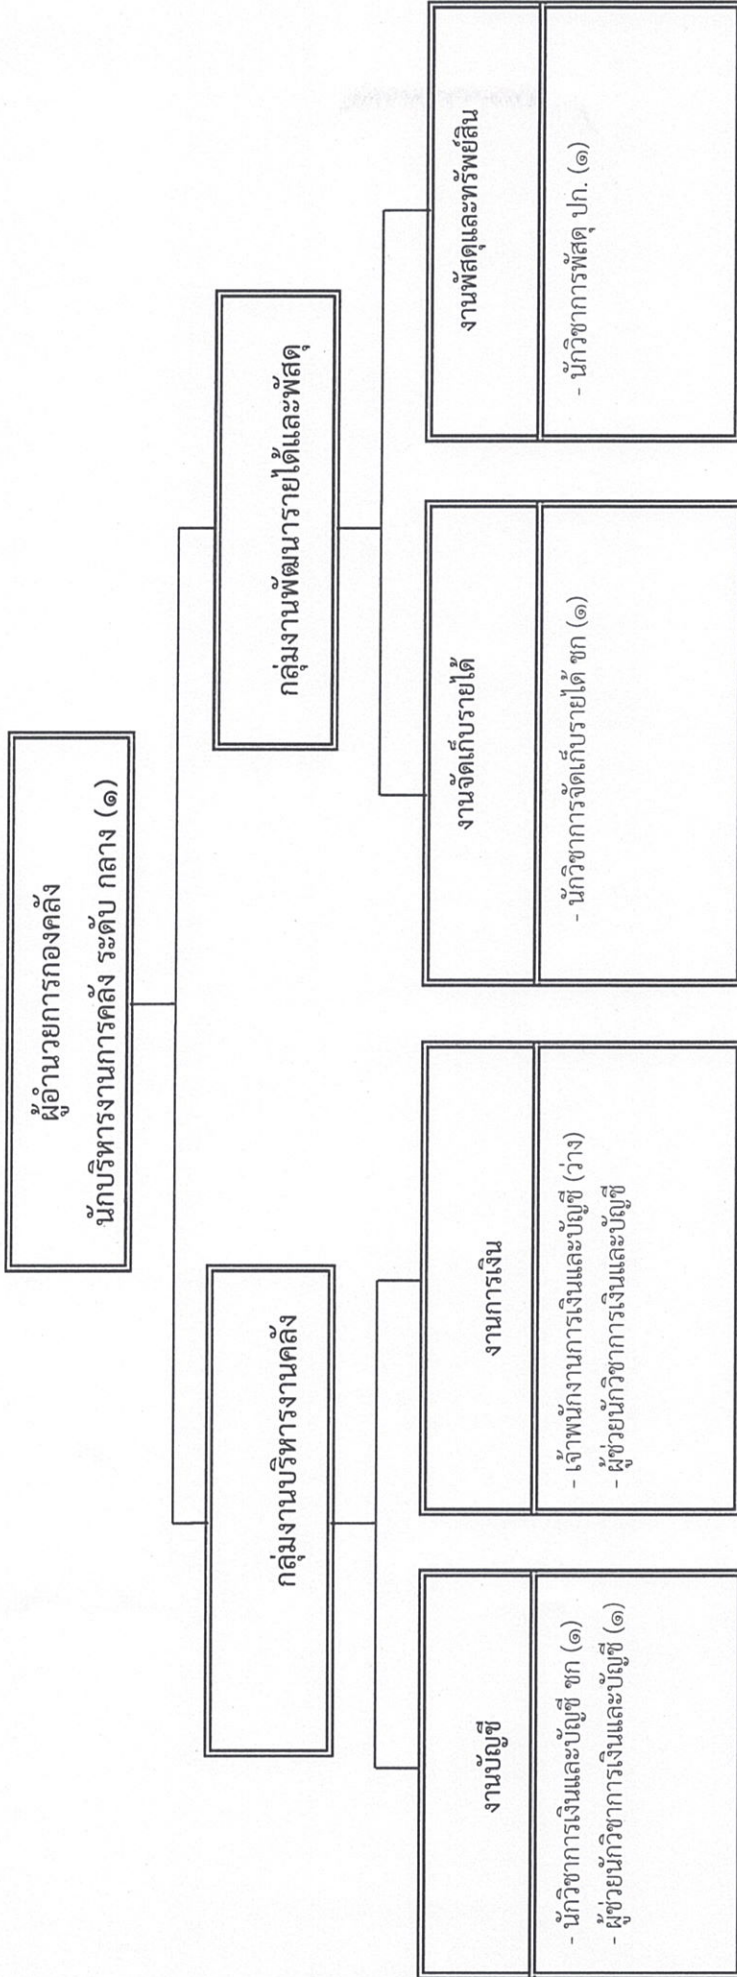 ผู้อำนวยการกองคลัง
นักบริหารงานการคลัง ระดับ กลาง (๑)
กลุ่มงานบริหารงานคลัง
กลุ่มงานพัฒนารายได้และพัสดุ
งานบัญชี
- นักวิชาการเงินและบัญชี ชก (๑)
- ผู้ช่วยนักวิชาการเงินและบัญชี (๑)
งานการเงิน
- เจ้าพนักงานการเงินและบัญชี (ว่าง)
- ผู้ช่วยนักวิชาการเงินและบัญชี
งานจัดเก็บรายได้
- นักวิชาการจัดเก็บรายได้ ชก (๑)
งานพัสดุและทรัพย์สิน
- นักวิชาการพัสดุ ปก. (๑)